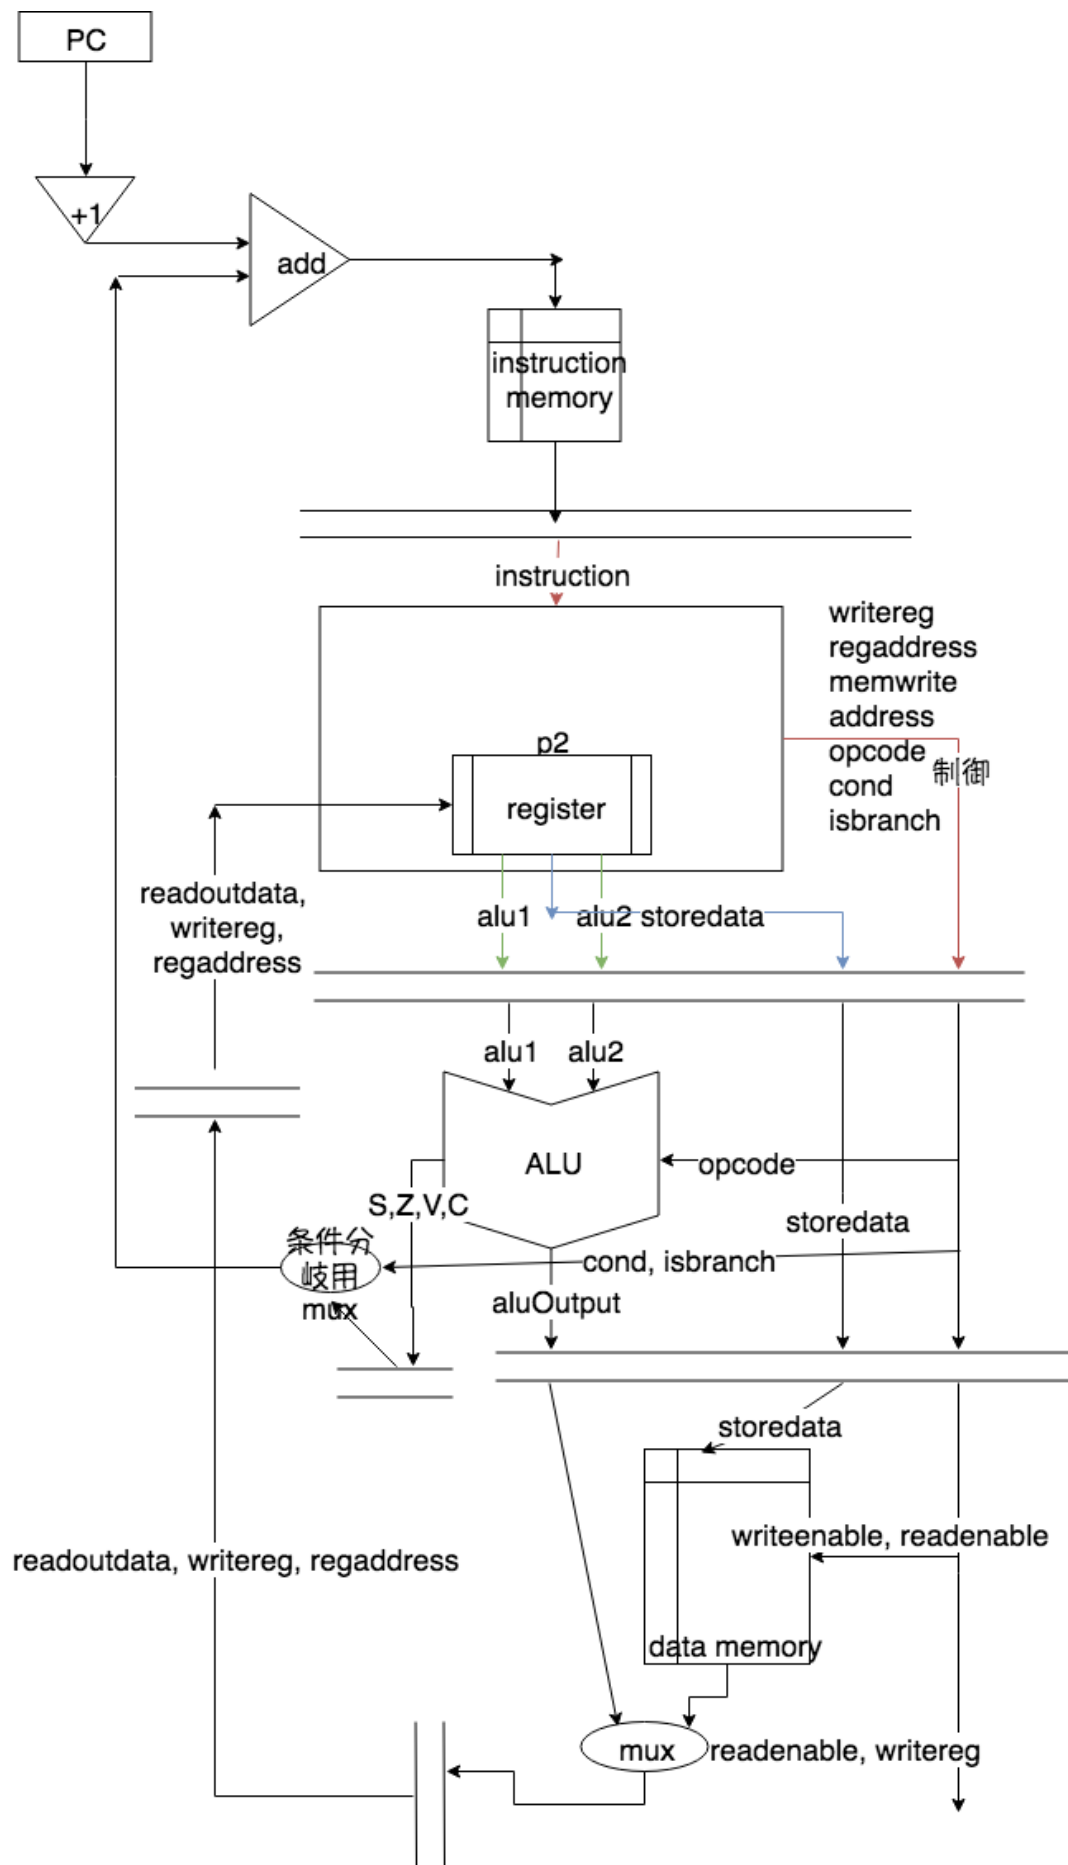 PC
+1
add
instruction
memory
instruction
writereg
regaddress
memwrite
address
opcode
cond
isbranch
制御
p2
register
readoutdata,
writereg,
regaddress
alu1
alu2
storedata
alu1
alu2
ALU
opcode
S,Z,V,C
storedata
条件分
岐用
mux
cond, isbranch
aluOutput
storedata
writeenable, readenable
readoutdata, writereg, regaddress
data memory
mux
readenable, writereg